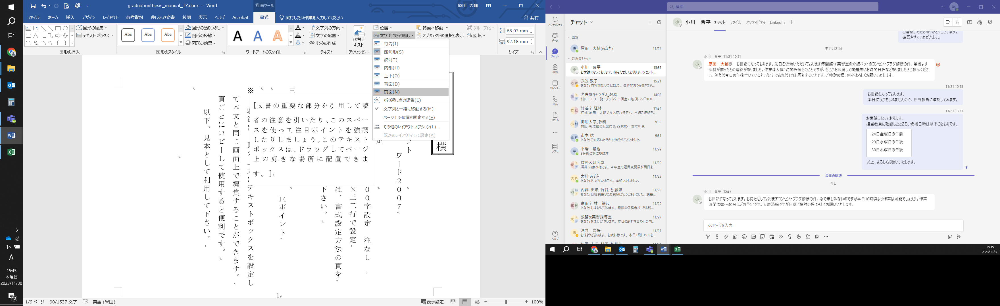 graduationthesis_manual_TY.docx - Word
描画ツール
原田 大輔
ファイル ホーム 挿入 デザイン レイアウト 参考資料 差し込み文書 校閲 表示 ヘルプ Acrobat 書式 実行したい作業を入力してください 共有
図形の編集
テキスト ボックス
図形の挿入
Abc Abc Abc
図形の塗りつぶし
図形の枠線
図形の効果
図形のスタイル
A A A
ワードアートのスタイル
文字列の方向
文字の配置
リンクの作成
テキスト
代替テキスト
アクセシビ...
位置
文字列の折り返し
背面へ移動
オブジェクトの選択と表示
グループ化
回転
68.03 mm
92.18 mm
サイズ
行内(I)
四角形(S)
狭く(T)
内部(H)
上下(O)
背面(D)
前面(N)
折り返し点の編集(E)
文字列と一緒に移動する(M)
ページ上で位置を固定する(F)
その他のレイアウト オプション(L)...
既定のレイアウトとして設定(A)
横
ワード2007
00字設定 注なし
×三二行で設定
は、書式設定方法の頁を
下さい。
三
14ポイント
※
テキストボックスを設定し
て本文と同じ画面上で編集することができます。
頁ごとにコピーして使用すると便利です。
以下、見本として利用して下さい。
[文書の重要な部分を引用して読
者の注意を引いたり、このスペー
スを使って注目ポイントを強調
したりしましょう。このテキスト
ボックスは、ドラッグしてページ
上の好きな場所に配置できま
す。]
1
1/9 ページ 90/1537 文字 英語 (米国) 表示設定 100%
A
15:45
木曜日
2023/11/30
12
検索
アクティビティ
チーム
チャット
課題
カレンダー
通話
ファイル
アプリ
ヘルプ
チャット
固定
原田 大輔(あなた) 11/24
最近のチャット
小川 晋平 15:37
お世話になっております。お待たせしておりますコンセント...
衣笠 敦子 15:21
あなた: 内容確認いたしました。長時間おつかれさまで...
名古屋キャンパス_教務 14:03
村田: コース一覧 : プライベート個室×肉バル 29〇TOK...
竹谷 と 紅林 11:34
紅林: 原田 大輔 さま お疲れ様です。 早速ご連絡を...
同朋大学_教務 9:32
村田: 報恩講の仮出席表 221005 鈴木和貴
山本 稔 9:31
あなた: ご対応いただきありがとうございました。
平岩 嗣也 11/29
3分後に下におります
教務＆研究室 11/29
酒井: お疲れ様です。 4 年生の題目変更届が明日ま...
大村 あずさ 11/29
あなた: おつかれさまです。承知いたしました。
内藤, 田畑, 竹谷, と 藤嶽 11/29
あなた: 日程調整いただきありがとうございました。 調整...
富田 と 林 裕起 11/29
あなた: おはようございます。 電翔の保護者ポータル説...
教務&実習指導室 11/27
あなた: おはようございます。 本日の朝打ち合わせの内...
酒井 奈桜 11/27
おはようございます。お疲れ様です。本日1限にJ502を...
小川 晋平 チャット ファイル アクティビティ LinkedIn
ご連絡いただきありがとうございます。
確認させていただきます。
年11月21日
小川 晋平 11/21 10:51
原田 大輔様 お世話になっております。先日ご依頼いただいております博聞館1F実習室の介護ベットのコンセントプラグ修繕の件、業者より
部材が揃ったとの連絡がありました。作業は大体1時間程度とのことですが、どこかお邪魔して問題無いお時間日程などありましたらご教示くださ
い。例えば今日の午後空いているということであればそれも可能とのことです。ご検討の程、何卒よろしくお願いいたします。
11/21 10:55
お世話になっております。
本日使うかもしれませんので、担当教員に確認してみます。
11/21 13:31
お世話になっております。
担当教員に確認したところ、候補日時は以下のとおりです。
24日金曜日の午前
29日水曜日の午後
30日木曜日の午後
以上、よろしくお願いいたします。
最後の既読
今日
小川 晋平 15:37
お世話になっております。お待たせしておりますコンセントプラグ修繕の件、急で申し訳ないのですが本日16時頃より作業は可能でしょうか。作業
時間は30～40分ほどの予定です。大変恐縮ですが何卒ご検討の程よろしくお願いいたします。
メッセージを入力
15:45
2023/11/30